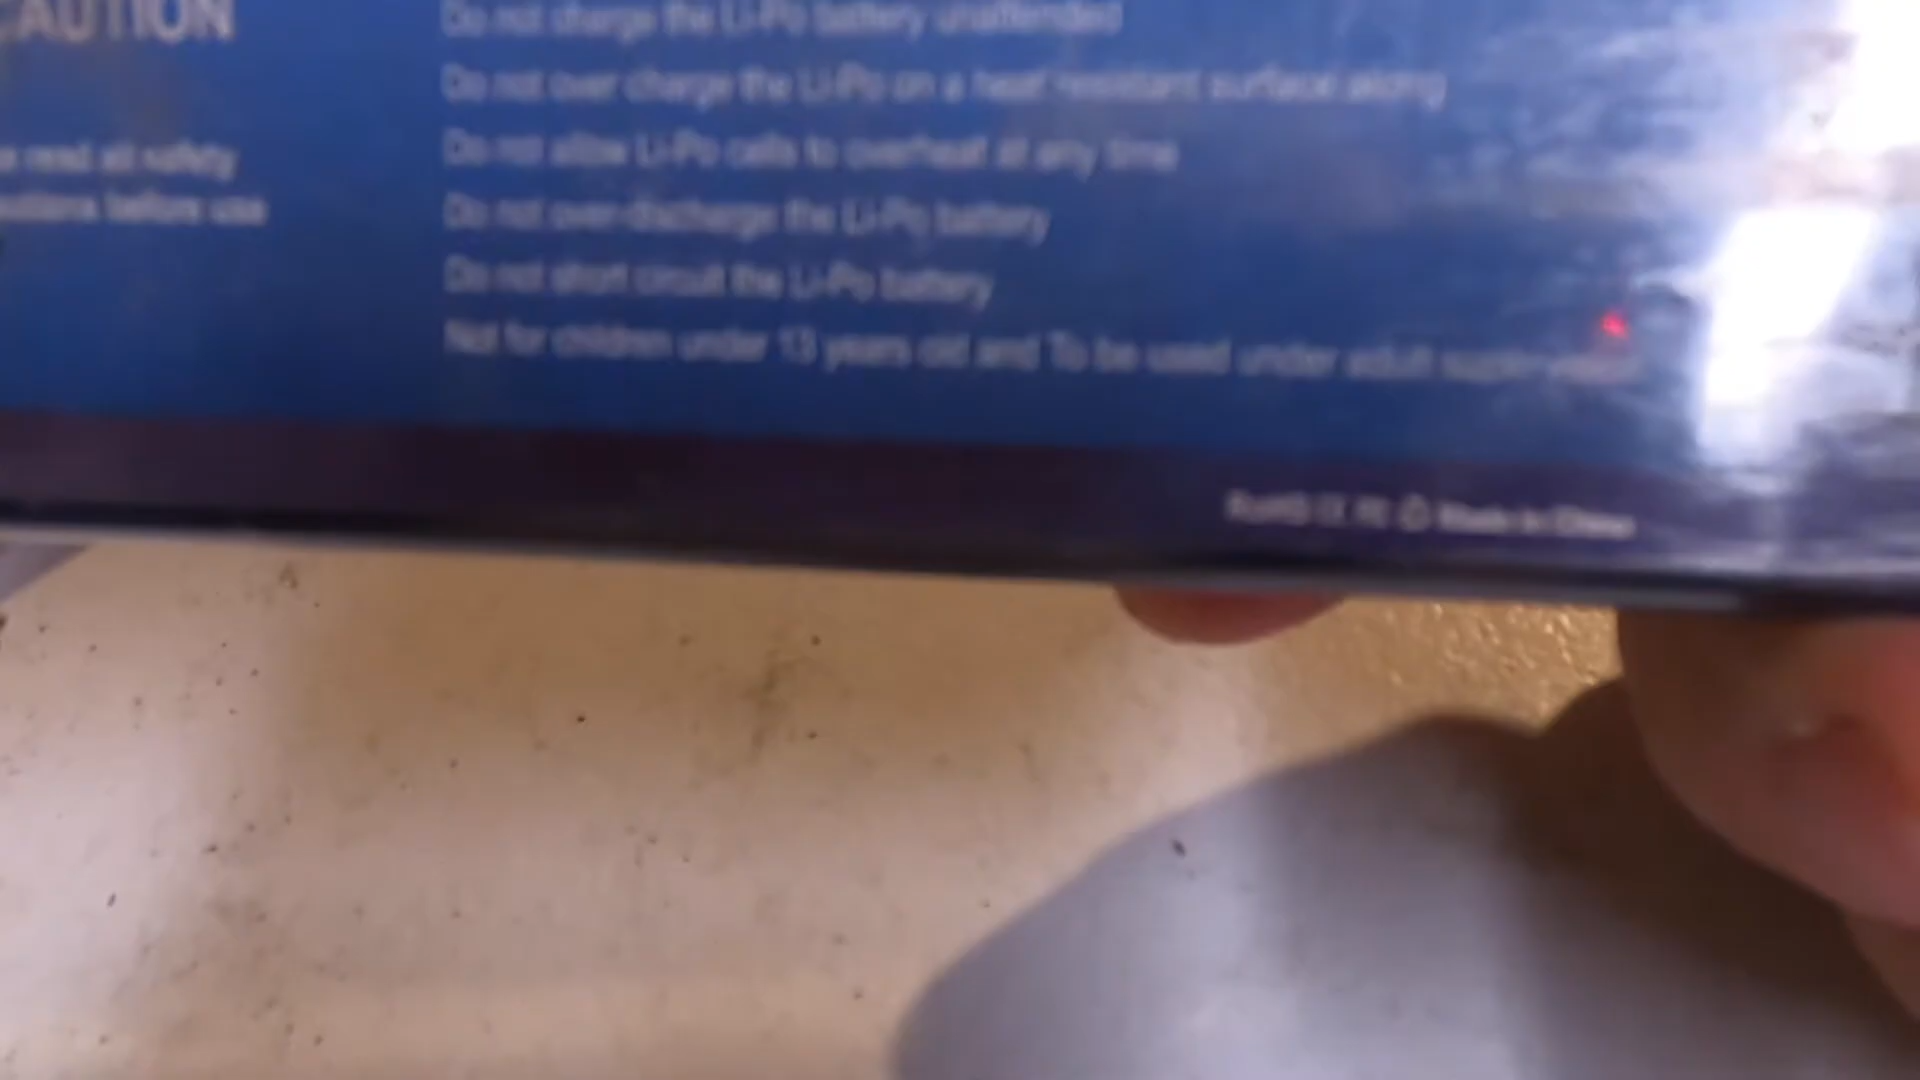 CAUTION
read all safety
before use
Do not charge the Li-Po battery unattended
Do not over charge the Li-Po on a heat resistant surface along
Do not allow Li-Po cells to overheat at any time
Do not over-discharge the Li-Po battery
Do not short circuit the Li-Po battery
Not for children under 13 years old and To be used under adult
RoHS Made in China